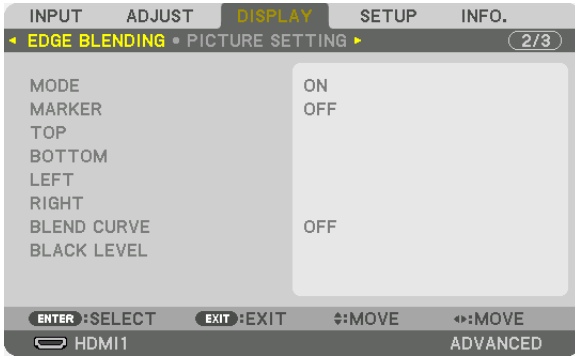 INPUT ADJUST DISPLAY SETUP INFO.
EDGE BLENDING • PICTURE SETTING 2/3
MODE ON
MARKER OFF
TOP
BOTTOM
LEFT
RIGHT
BLEND CURVE OFF
BLACK LEVEL
ENTER :SELECT EXIT :EXIT :MOVE :MOVE
HDMI1 ADVANCED